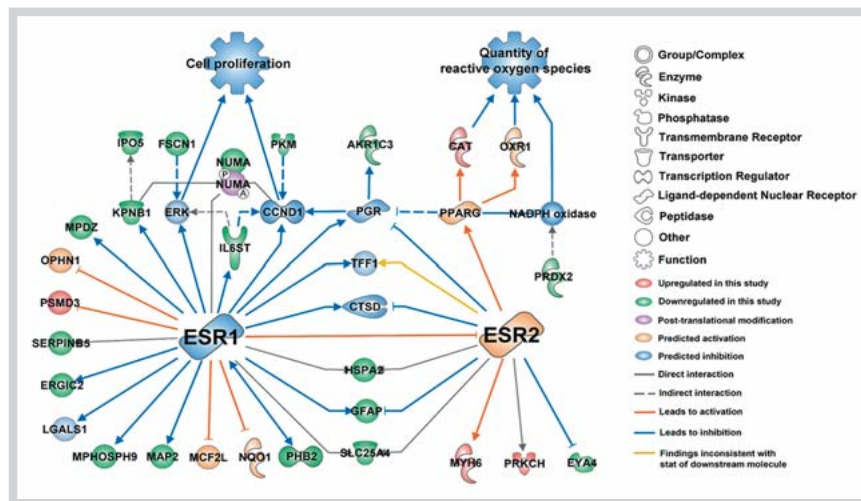 Cell proliferation
Quantity of
reactive oxygen species
IPO5
FSCN1
NUMA
P
NUMA
A
PKM
AKR1C3
CAT
OXR1
KPNB1
ERK
CCND1
PGR
PPARG
NADPH oxidase
MPDZ
IL6ST
OPHN1
TFF1
PRDX2
PSMD3
CTSD
SERPINB5
ESR1
ESR2
ERGIC2
HSPA2
LGALS1
GFAP
MPHOSPH9
MAP2
MCF2L
NQO1
PHB2
SLC25A4
MYH6
PRKCH
EYA4
Group/Complex
Enzyme
Kinase
Phosphatase
Transmembrane Receptor
Transporter
Transcription Regulator
Ligand-dependent Nuclear Receptor
Peptidase
Other
Function
Upregulated in this study
Downregulated in this study
Post-translational modification
Predicted activation
Predicted inhibition
Direct interaction
Indirect interaction
Leads to activation
Leads to inhibition
Findings inconsistent with
stat of downstream molecule